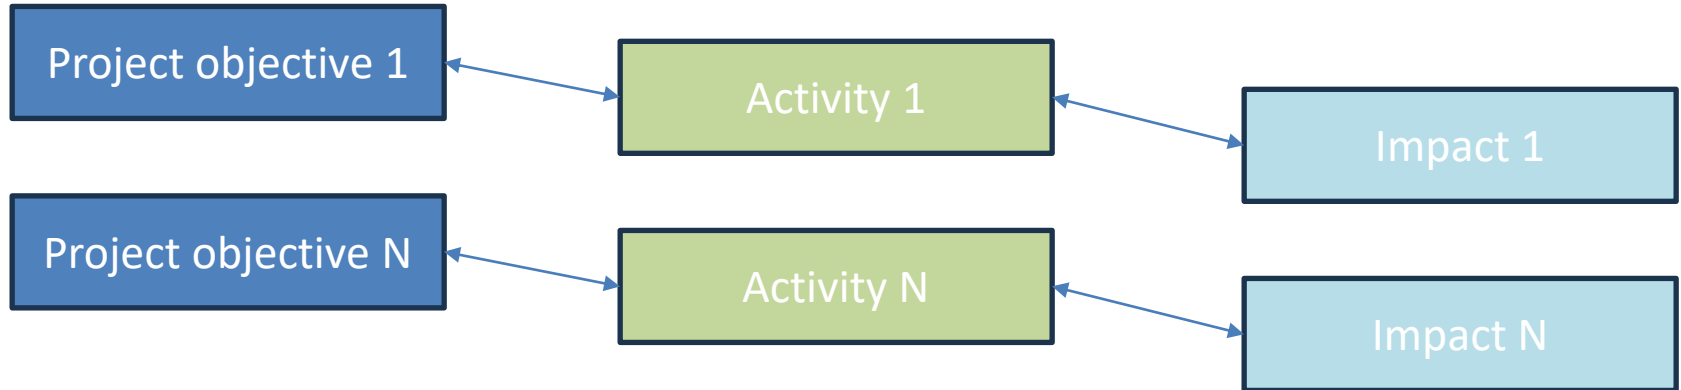 Project objective 1
Activity 1
Impact 1
Project objective N
Activity N
Impact N